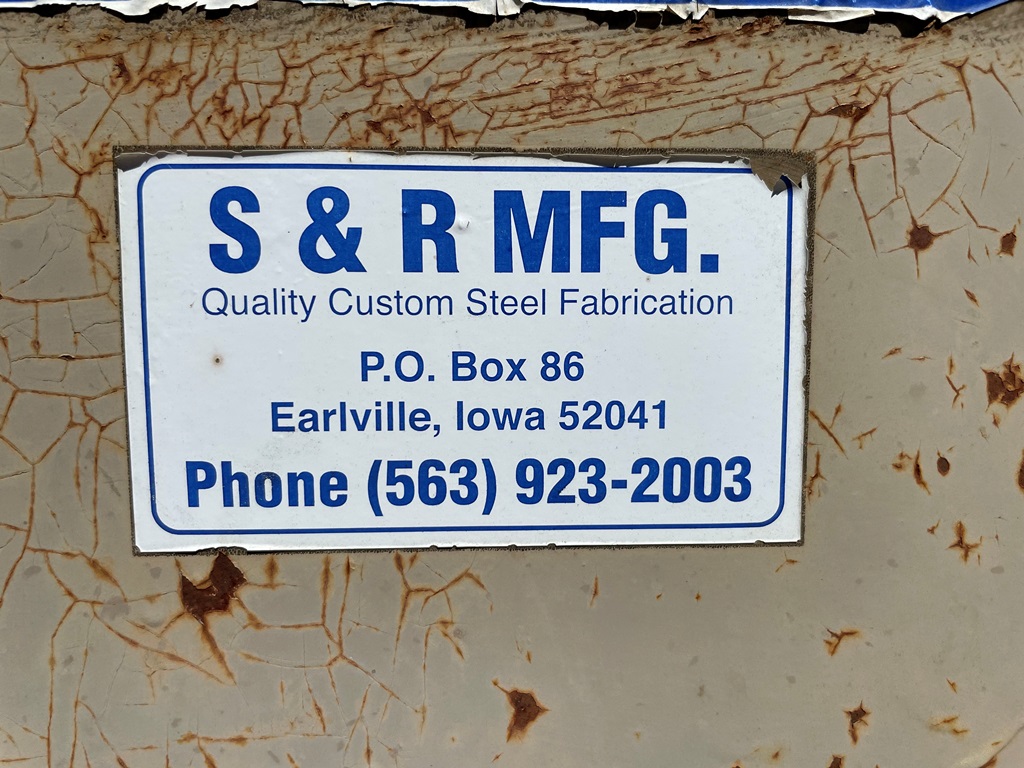 S & R MFG.
Quality Custom Steel Fabrication
P.O. Box 86
Earlville, Iowa 52041
Phone (563) 923-2003